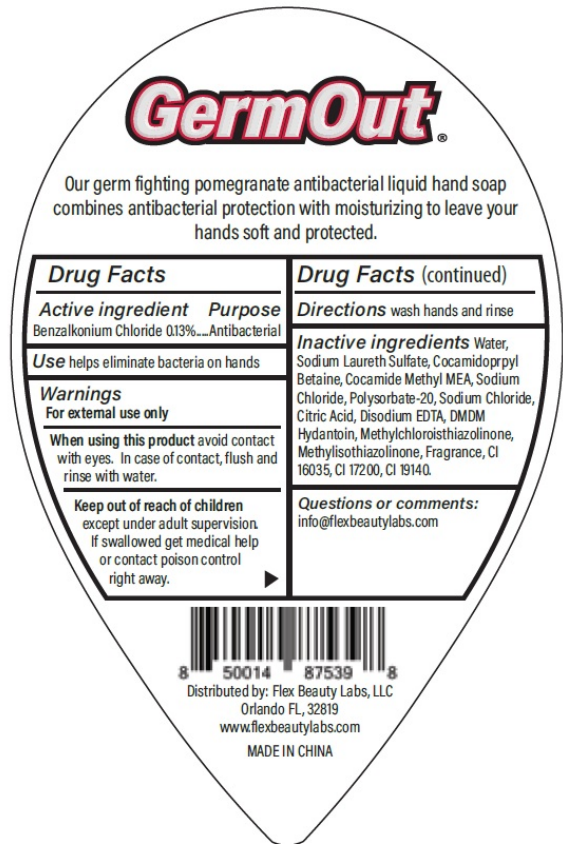 GermOut®
Our germ fighting pomegranate antibacterial liquid hand soap
combines antibacterial protection with moisturizing to leave your
hands soft and protected.
Drug Facts
Active ingredient Purpose
Benzalkonium Chloride 0.13%.....Antibacterial
Use helps eliminate bacteria on hands
Warnings
For external use only
When using this product avoid contact
with eyes. In case of contact, flush and
rinse with water.
Keep out of reach of children
except under adult supervision.
If swallowed get medical help
or contact poison control
right away.
Drug Facts (continued)
Directions wash hands and rinse
Inactive ingredients Water,
Sodium Laureth Sulfate, Cocamidoprpyl
Betaine, Cocamide Methyl MEA, Sodium
Chloride, Polysorbate-20, Sodium Chloride,
Citric Acid, Disodium EDTA, DMDM
Hydantoin, Methylchloroisthiazolinone,
Methylisothiazolinone, Fragrance, CI
16035, CI 17200, CI 19140.
Questions or comments:
info@flexbeautylabs.com
8 50014 87539 8
Distributed by: Flex Beauty Labs, LLC
Orlando FL, 32819
www.flexbeautylabs.com
MADE IN CHINA